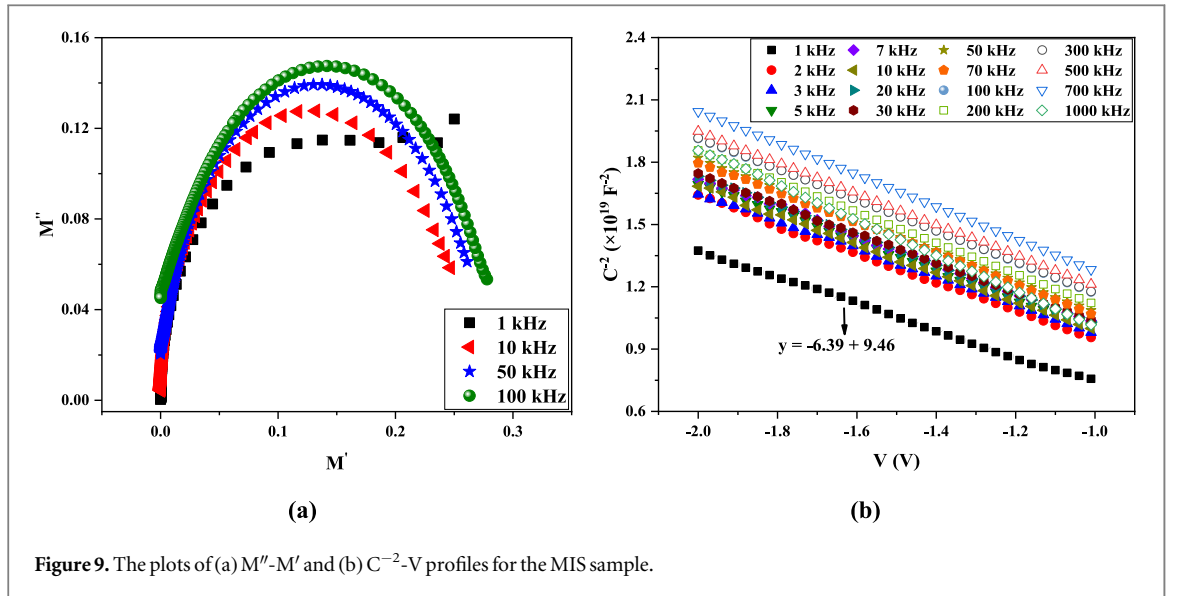 M''
0.16
0.12
0.08
0.04
0.00
1 kHz
10 kHz
50 kHz
100 kHz
0.0 0.1 0.2 0.3
M'
(a)
C-2 (×10^19 F-2)
2.4
2.1
1.8
1.5
1.2
0.9
0.6
1 kHz 7 kHz 50 kHz 300 kHz
2 kHz 10 kHz 70 kHz 500 kHz
3 kHz 20 kHz 100 kHz 700 kHz
5 kHz 30 kHz 200 kHz 1000 kHz
y = -6.39 + 9.46
-2.0 -1.8 -1.6 -1.4 -1.2 -1.0
V (V)
(b)
Figure 9. The plots of (a) M″-M′ and (b) C−2-V profiles for the MIS sample.